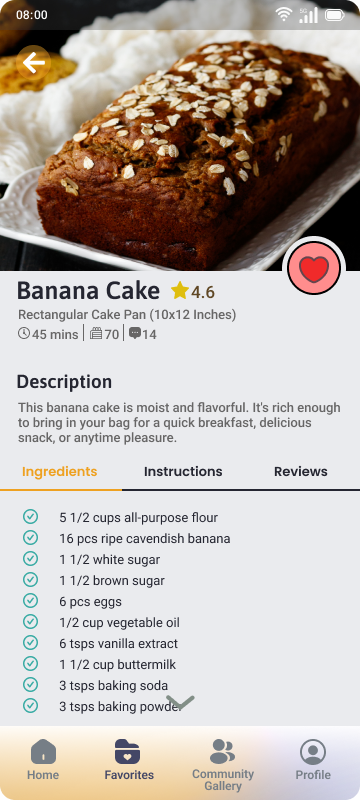 08:00
3G
Banana Cake 4.6
Rectangular Cake Pan (10x12 Inches)
45 mins 70 14
Description
This banana cake is moist and flavorful. It's rich enough
to bring in your bag for a quick breakfast, delicious
snack, or anytime pleasure.
Ingredients Instructions Reviews
5 1/2 cups all-purpose flour
16 pcs ripe cavendish banana
1 1/2 white sugar
1 1/2 brown sugar
6 pcs eggs
1/2 cup vegetable oil
6 tsps vanilla extract
1 1/2 cup buttermilk
3 tsps baking soda
3 tsps baking powder
Home Favorites Community Profile
Gallery